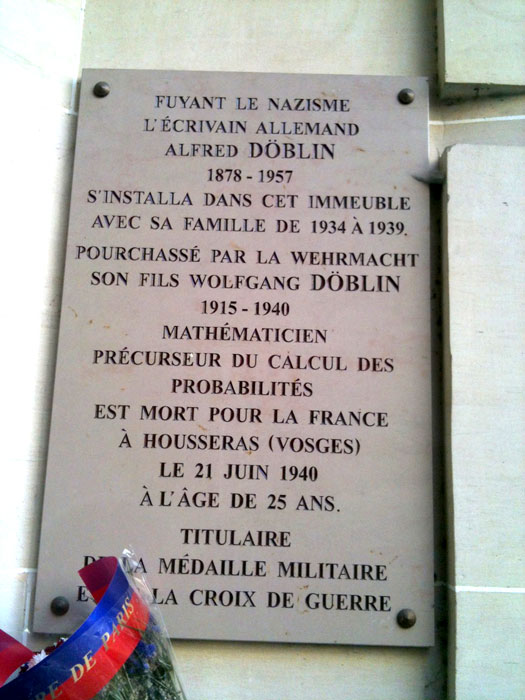 FUYANT LE NAZISME
L'ÉCRIVAIN ALLEMAND
ALFRED DÖBLIN
1878 - 1957
S'INSTALLA DANS CET IMMEUBLE
AVEC SA FAMILLE DE 1934 À 1939.
POURCHASSÉ PAR LA WEHRMACHT
SON FILS WOLFGANG DÖBLIN
1915 - 1940
MATHÉMATICIEN
PRÉCURSEUR DU CALCUL DES
PROBABILITÉS
EST MORT POUR LA FRANCE
À HOUSSERAS (VOSGES)
LE 21 JUIN 1940
À L'ÂGE DE 25 ANS.
TITULAIRE
LA MÉDAILLE MILITAIRE
LA CROIX DE GUERRE
DE PARIS